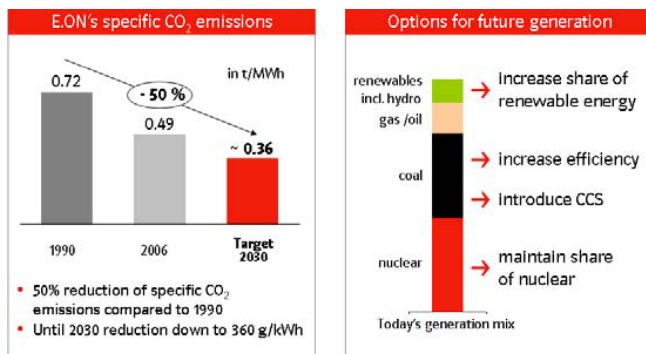 E.ON's specific CO₂ emissions
in t/MWh
0.72
- 50 %
0.49
~ 0.36
1990
2006
Target
2030
• 50% reduction of specific CO₂
emissions compared to 1990
• Until 2030 reduction down to 360 g/kWh
Options for future generation
renewables
incl. hydro
gas /oil
coal
nuclear
→ increase share of
renewable energy
→ increase efficiency
→ introduce CCS
→ maintain share
of nuclear
Today's generation mix